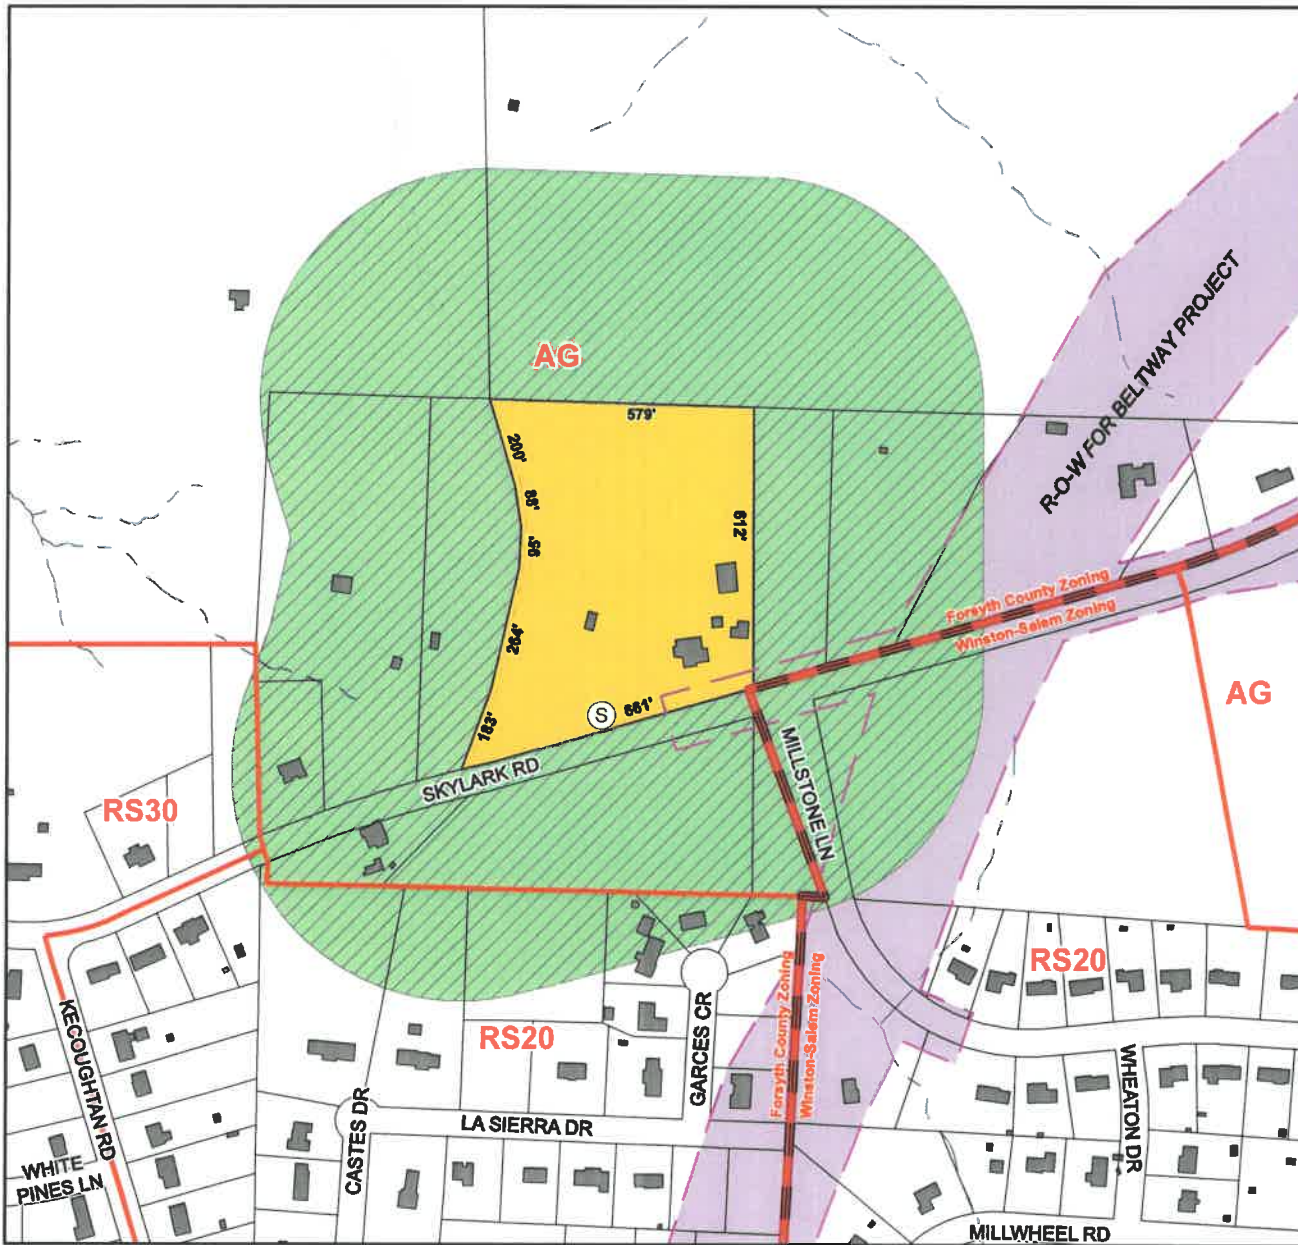 AG
579'
200'
88'
95'
264'
183'
612'
661'
S
R-O-W FOR BELTWAY PROJECT
Forsyth County Zoning
Winston-Salem Zoning
AG
SKYLARK RD
MILLSTONE LN
RS30
RS20
RS20
KECOUGHTAN RD
WHITE
PINES LN
CASTES DR
LA SIERRA DR
GARCES CR
Forsyth County Zoning
Winston-Salem Zoning
WHEATON DR
MILLWHEEL RD